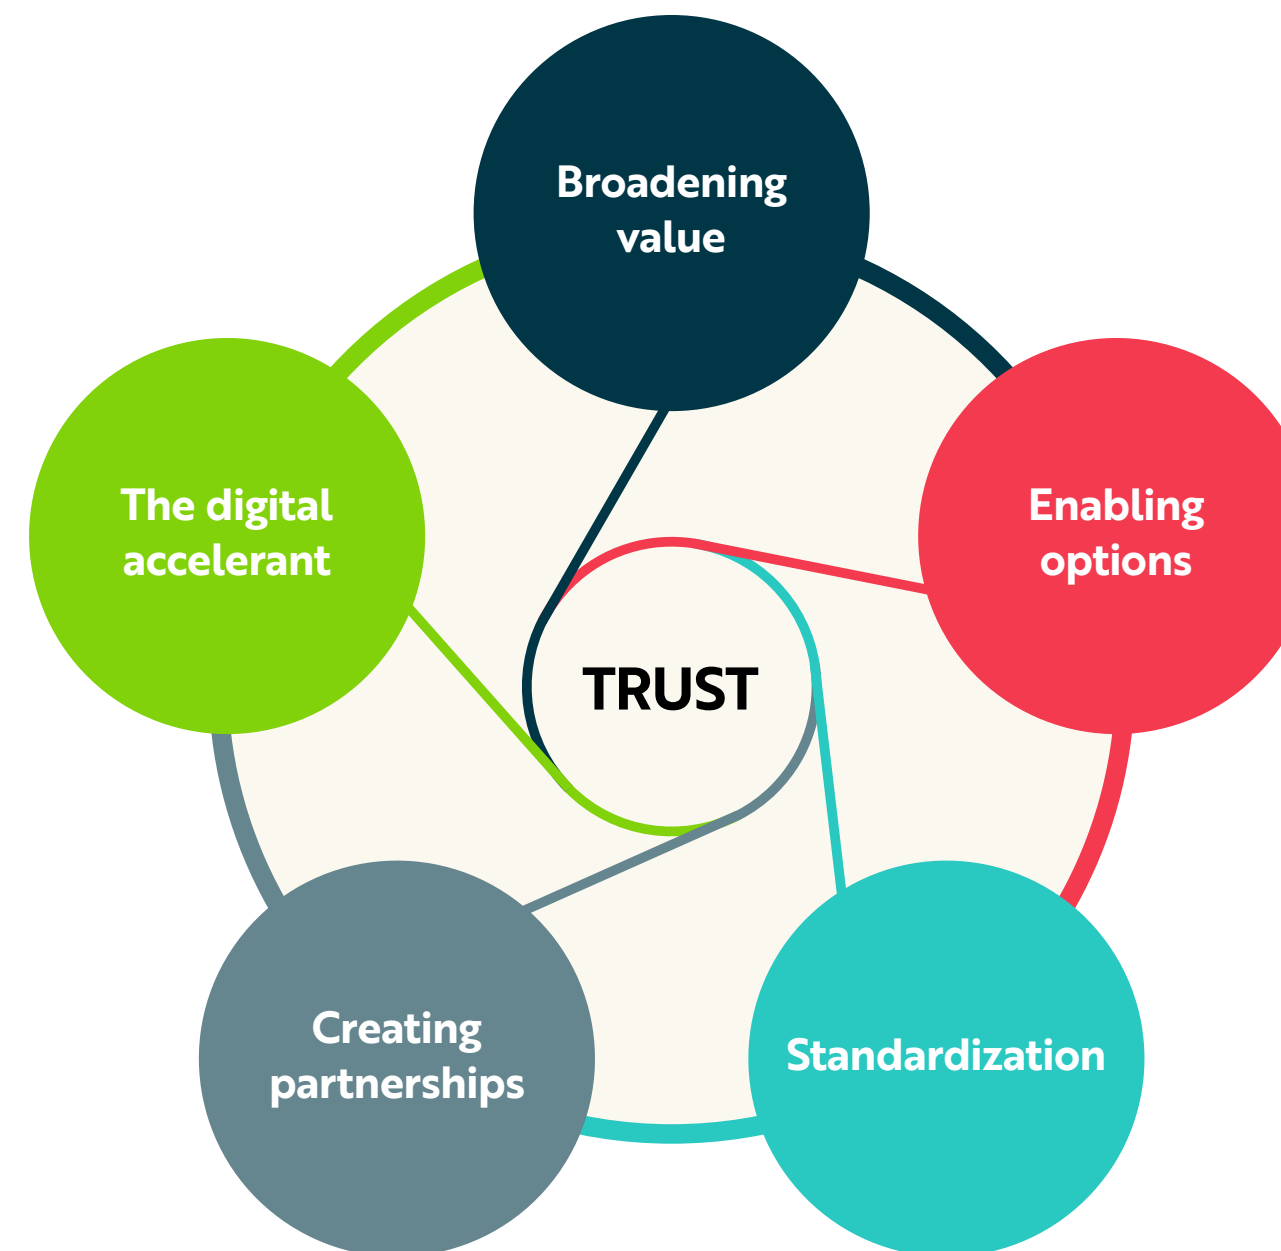 Broadening
value
Enabling
options
The digital
accelerant
TRUST
Creating
partnerships
Standardization